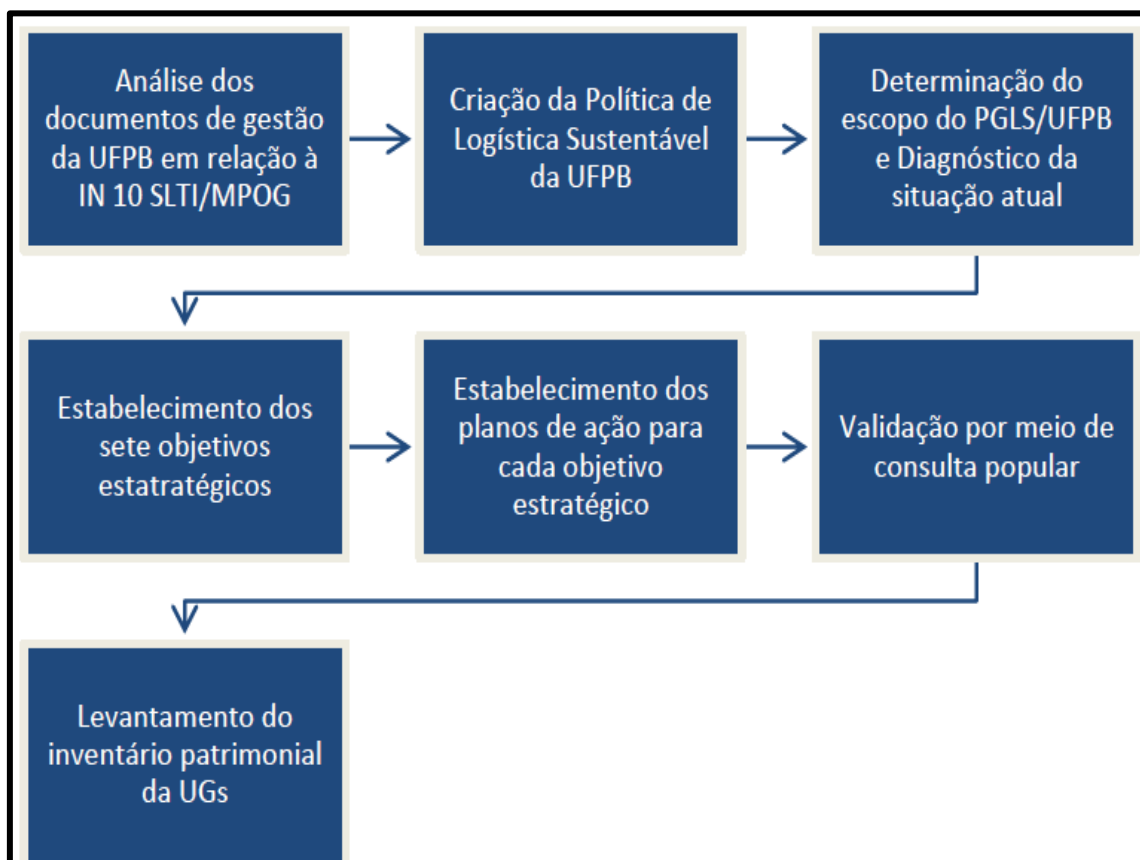 Análise dos
documentos de gestão
da UFPB em relação à
IN 10 SLTI/MPOG
Criação da Política de
Logística Sustentável
da UFPB
Determinação do
escopo do PGLS/UFPB
e Diagnóstico da
situação atual
Estabelecimento dos
sete objetivos
estatratégicos
Estabelecimento dos
planos de ação para
cada objetivo
estratégico
Validação por meio de
consulta popular
Levantamento do
inventário patrimonial
da UGs